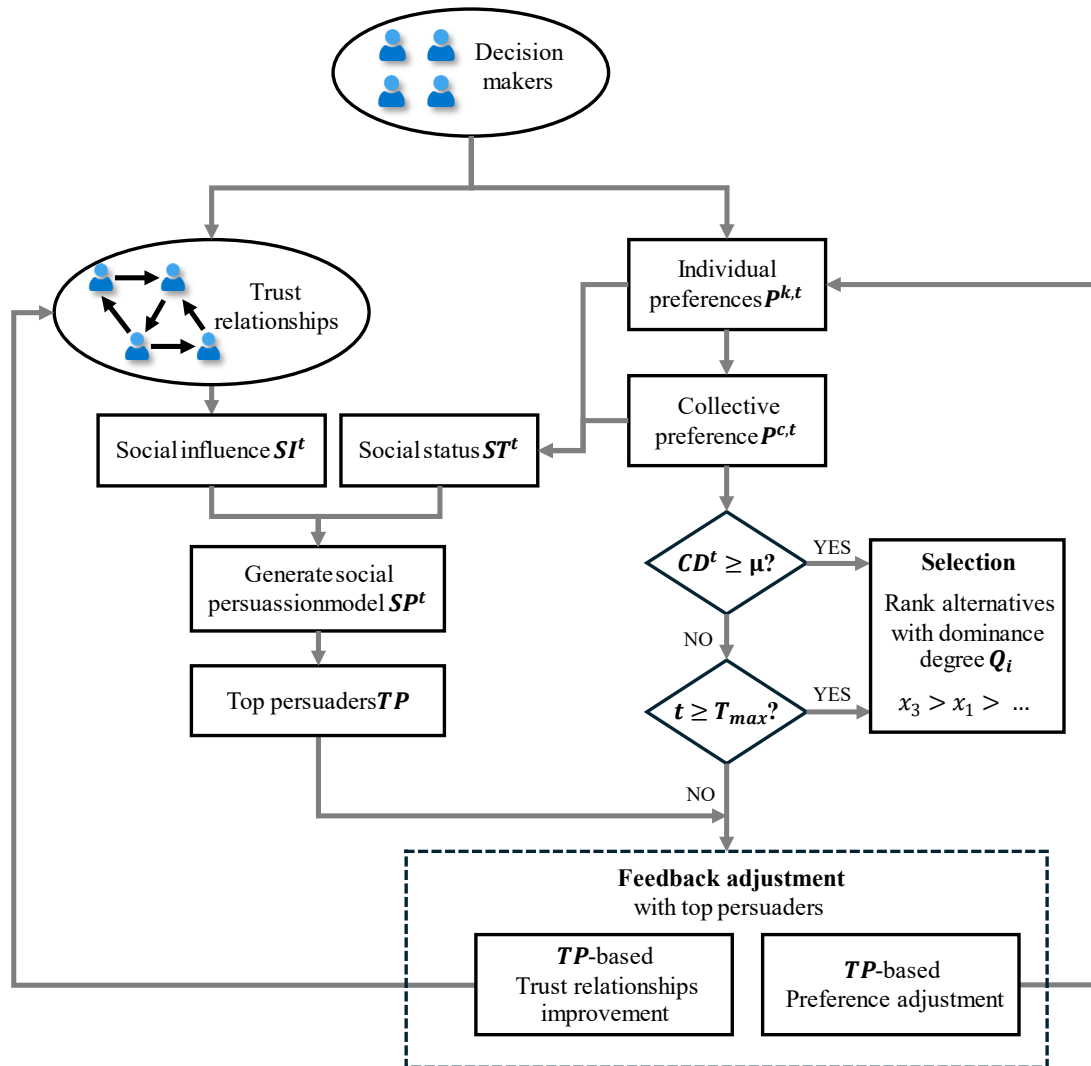 Decision
makers
Trust
relationships
Individual
preferences P^{k,t}
Collective
preference P^{c,t}
Social influence SI^t
Social status ST^t
Generate social
persuassion model SP^t
Top persuaders TP
CD^t ≥ μ?
YES
NO
t ≥ T_{max}?
YES
NO
Selection
Rank alternatives
with dominance
degree Q_i
x_3 > x_1 > ...
Feedback adjustment
with top persuaders
TP-based
Trust relationships
improvement
TP-based
Preference adjustment